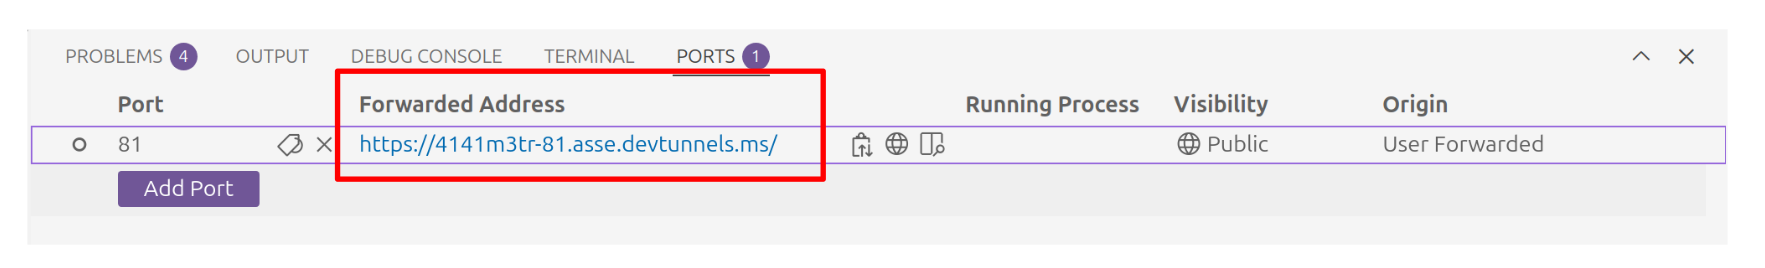 PROBLEMS 4 OUTPUT DEBUG CONSOLE TERMINAL PORTS 1
Port Forwarded Address Running Process Visibility Origin
81 https://4141m3tr-81.asse.devtunnels.ms/ Public User Forwarded
Add Port